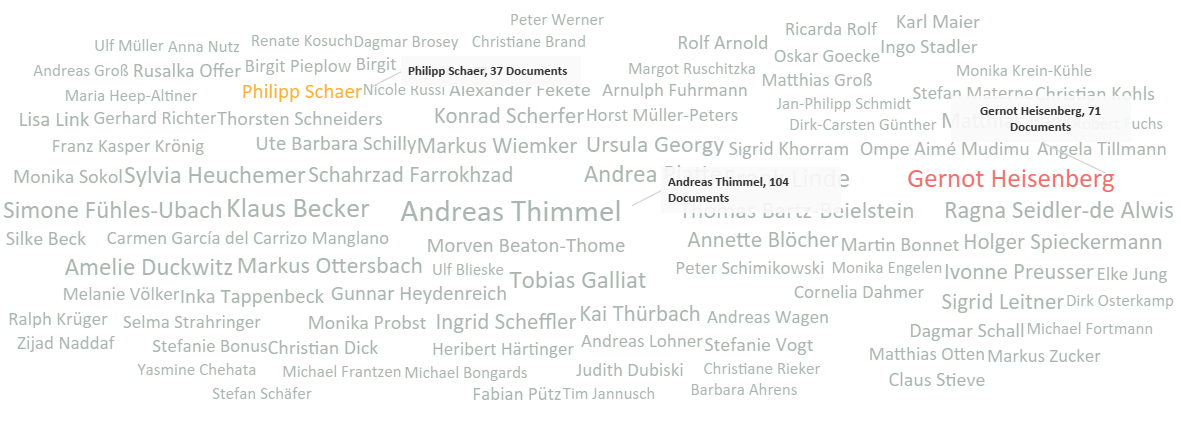 Peter Werner
Karl Maier
Ricarda Rolf
Ulf Müller Anna Nutz Renate Kosuch Dagmar Brosey Christiane Brand Rolf Arnold Ingo Stadler
Oskar Goecke
Andreas Groß Rusalka Offer Birgit Pieplow Birgit Philipp Schaer, 37 Documents Margot Ruschitzka Monika Krein-Kühle
Matthias Groß
Maria Heep-Altiner Philipp Schaer Nicole Russi Alexander Fekete Arnulph Fuhrmann Stefan Materne Christian Kohls
Jan-Philipp Schmidt
Lisa Link Gerhard Richter Thorsten Schneiders Konrad Scherfer Horst Müller-Peters Dirk-Carsten Günther Gernot Heisenberg, 71
Documents
Franz Kasper Krönig Ute Barbara Schilly Markus Wiemker Ursula Georgy Sigrid Khorram Ompe Aimé Mudimu Angela Tillmann
Monika Sokol Sylvia Heuchemer Schahrzad Farrokhzad Andrea Platte Frank Linde Gernot Heisenberg
Andreas Thimmel, 104
Documents
Simone Fühles-Ubach Klaus Becker Andreas Thimmel Thomas Bartz-Beielstein Ragna Seidler-de Alwis
Silke Beck Carmen García del Carrizo Manglano Morven Beaton-Thome Annette Blöcher Martin Bonnet Holger Spieckermann
Amelie Duckwitz Markus Ottersbach Ulf Blieske Tobias Galliat Peter Schimikowski Monika Engelen Ivonne Preusser Elke Jung
Melanie Völker Inka Tappenbeck Gunnar Heydenreich Cornelia Dahmer Sigrid Leitner Dirk Osterkamp
Ralph Krüger Selma Strahringer Monika Probst Ingrid Scheffler Kai Thürbach Andreas Wagen Dagmar Schall Michael Fortmann
Zijad Naddaf Stefanie Bonus Christian Dick Heribert Härtinger Andreas Lohner Stefanie Vogt Matthias Otten Markus Zucker
Yasmine Chehata Michael Frantzen Michael Bongards Judith Dubiski Christiane Rieker Claus Stieve
Stefan Schäfer Fabian Pütz Tim Jannusch Barbara Ahrens